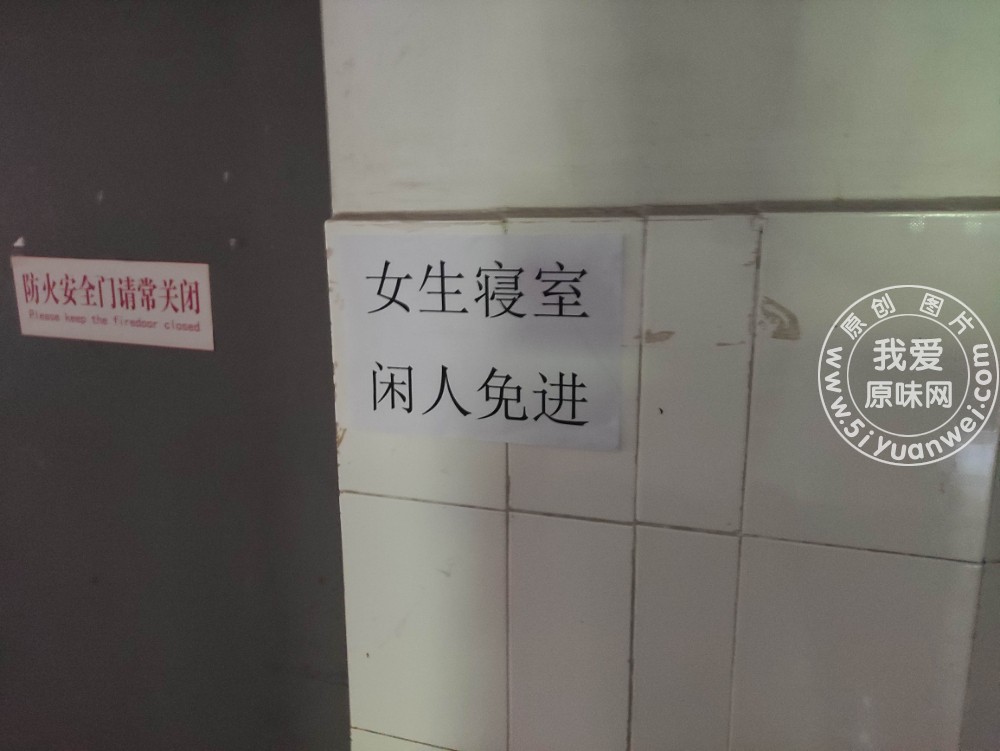 防火安全门请常关闭
Please keep the firedoor closed
女生寝室
闲人免进
原创图片
我爱
原味网
www.5iyuanwei.com